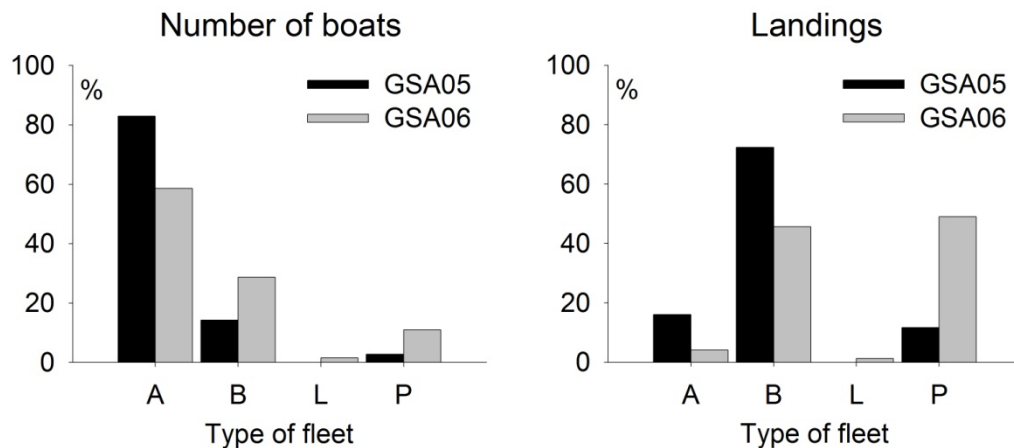 Number of boats
100
%
80
60
40
20
0
GSA05
GSA06
A B L P
Type of fleet
Landings
100
%
80
60
40
20
0
GSA05
GSA06
A B L P
Type of fleet